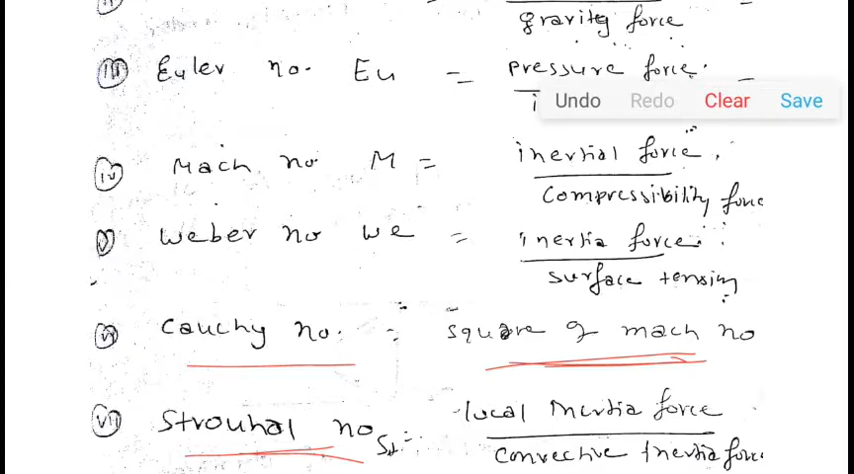 gravity force
(iii) Euler no. Eu = pressure force.
Undo Redo Clear Save
(iv) Mach no. M = inertial force.
Compressibility force
(v) Weber no We = inertia force.
surface tension
(vi) Cauchy no. = square of mach no
(vii) Strouhal no St = local Inertia force
Convective Inertia force